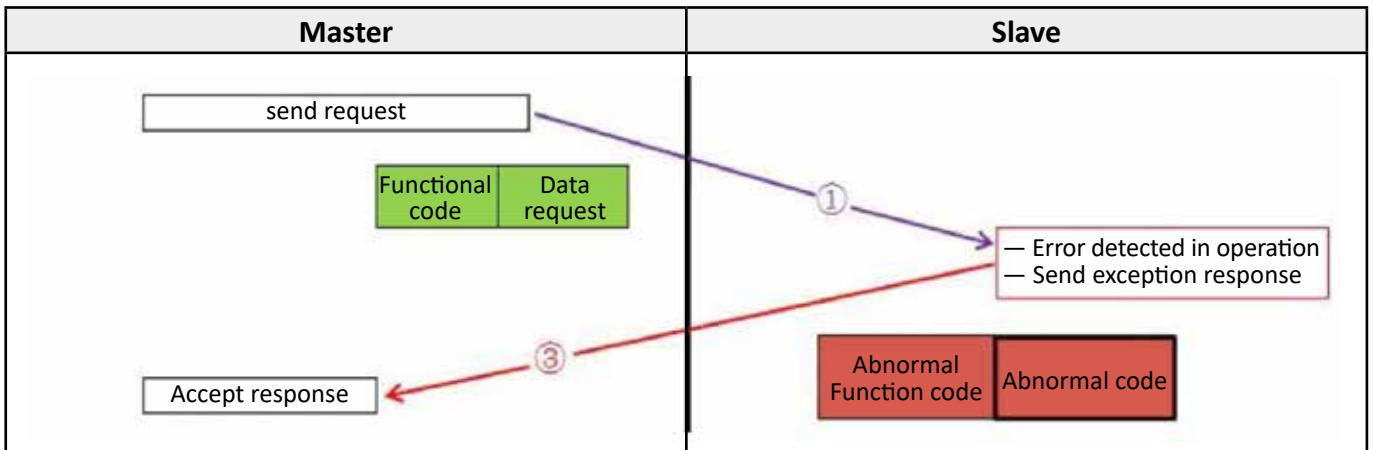 Master
Slave
send request
Functional
code
Data
request
①
— Error detected in operation
— Send exception response
③
Abnormal
Function code
Abnormal code
Accept response